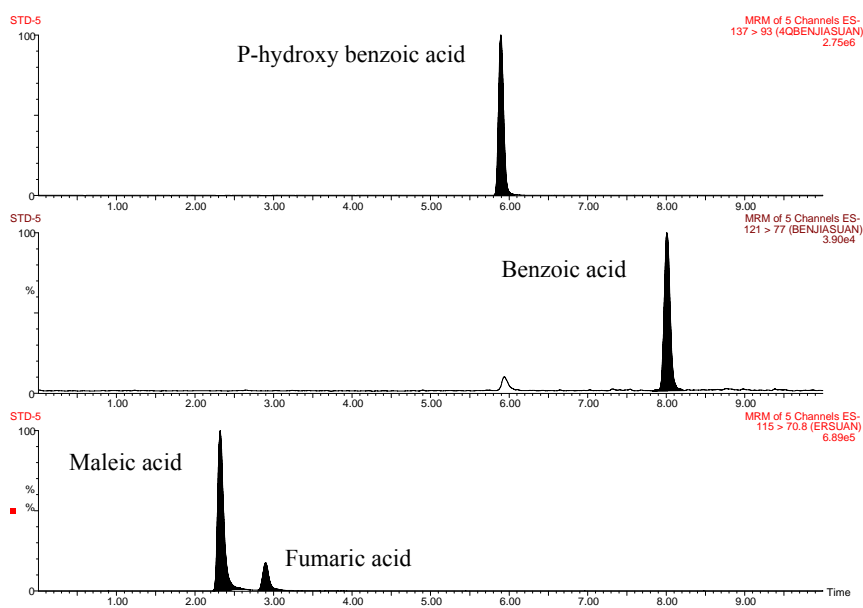 STD-5
MRM of 5 Channels ES-
137 > 93 (4QBENJIASUAN)
2.75e6
100
P-hydroxy benzoic acid
0
1.00 2.00 3.00 4.00 5.00 6.00 7.00 8.00 9.00
STD-5
MRM of 5 Channels ES-
121 > 77 (BENJIASUAN)
3.90e4
100
Benzoic acid
%
0
1.00 2.00 3.00 4.00 5.00 6.00 7.00 8.00 9.00
STD-5
MRM of 5 Channels ES-
115 > 70.8 (ERSUAN)
6.89e5
100
Maleic acid
%
%
Fumaric acid
0
Time
1.00 2.00 3.00 4.00 5.00 6.00 7.00 8.00 9.00